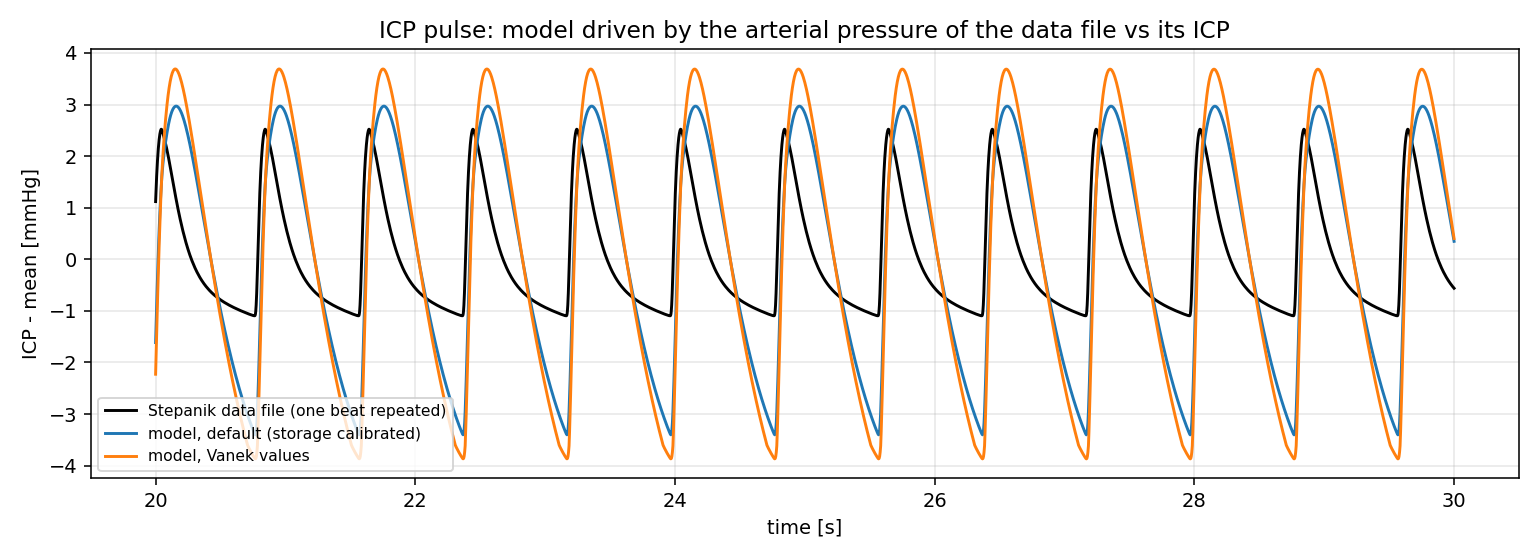 ICP pulse: model driven by the arterial pressure of the data file vs its ICP
ICP - mean [mmHg]
4
3
2
1
0
−1
−2
−3
−4
Stepanik data file (one beat repeated)
model, default (storage calibrated)
model, Vanek values
20
22
24
26
28
30
time [s]